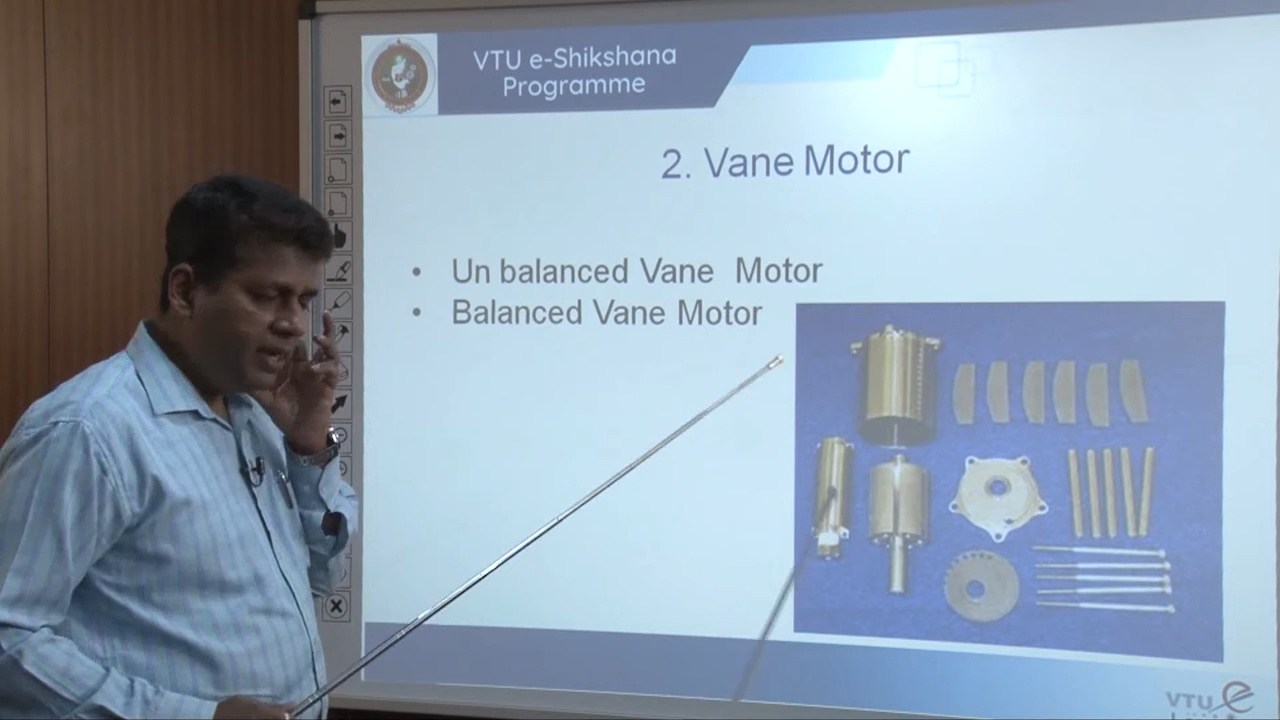 VTU e-Shikshana
Programme
2. Vane Motor
• Un balanced Vane Motor
• Balanced Vane Motor
VTU e